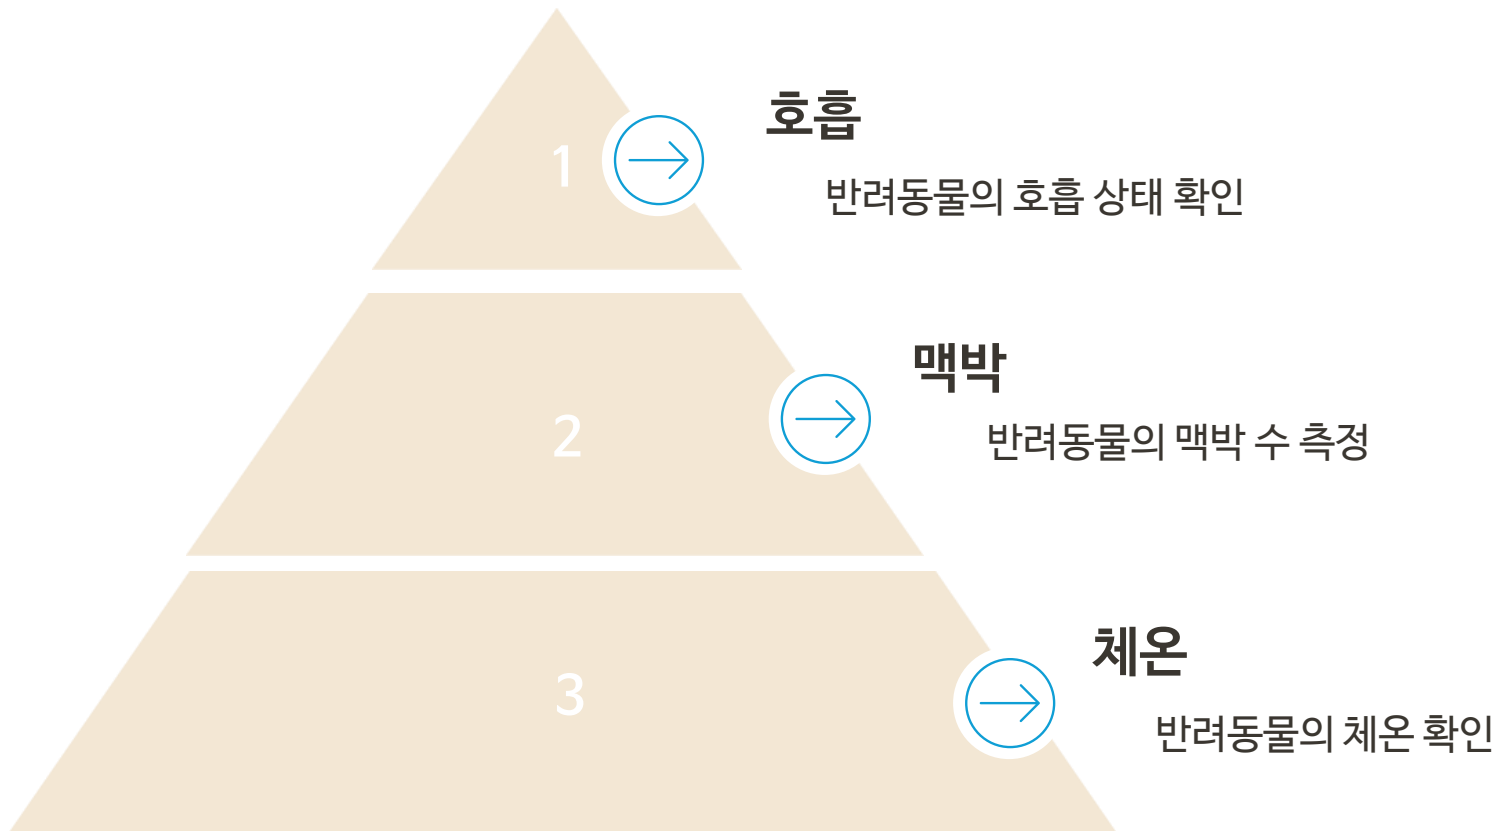 1
호흡
반려동물의 호흡 상태 확인
2
맥박
반려동물의 맥박 수 측정
3
체온
반려동물의 체온 확인